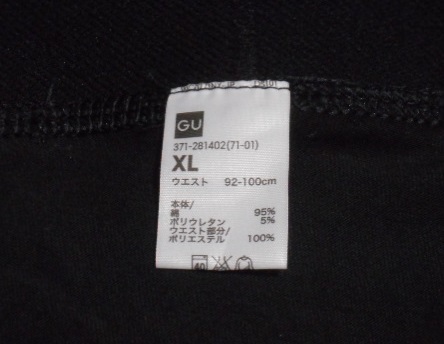 GU
371-281402(71-01)
XL
ウエスト 92-100cm
本体/
綿 95%
ポリウレタン 5%
ウエスト部分/
ポリエステル 100%
40